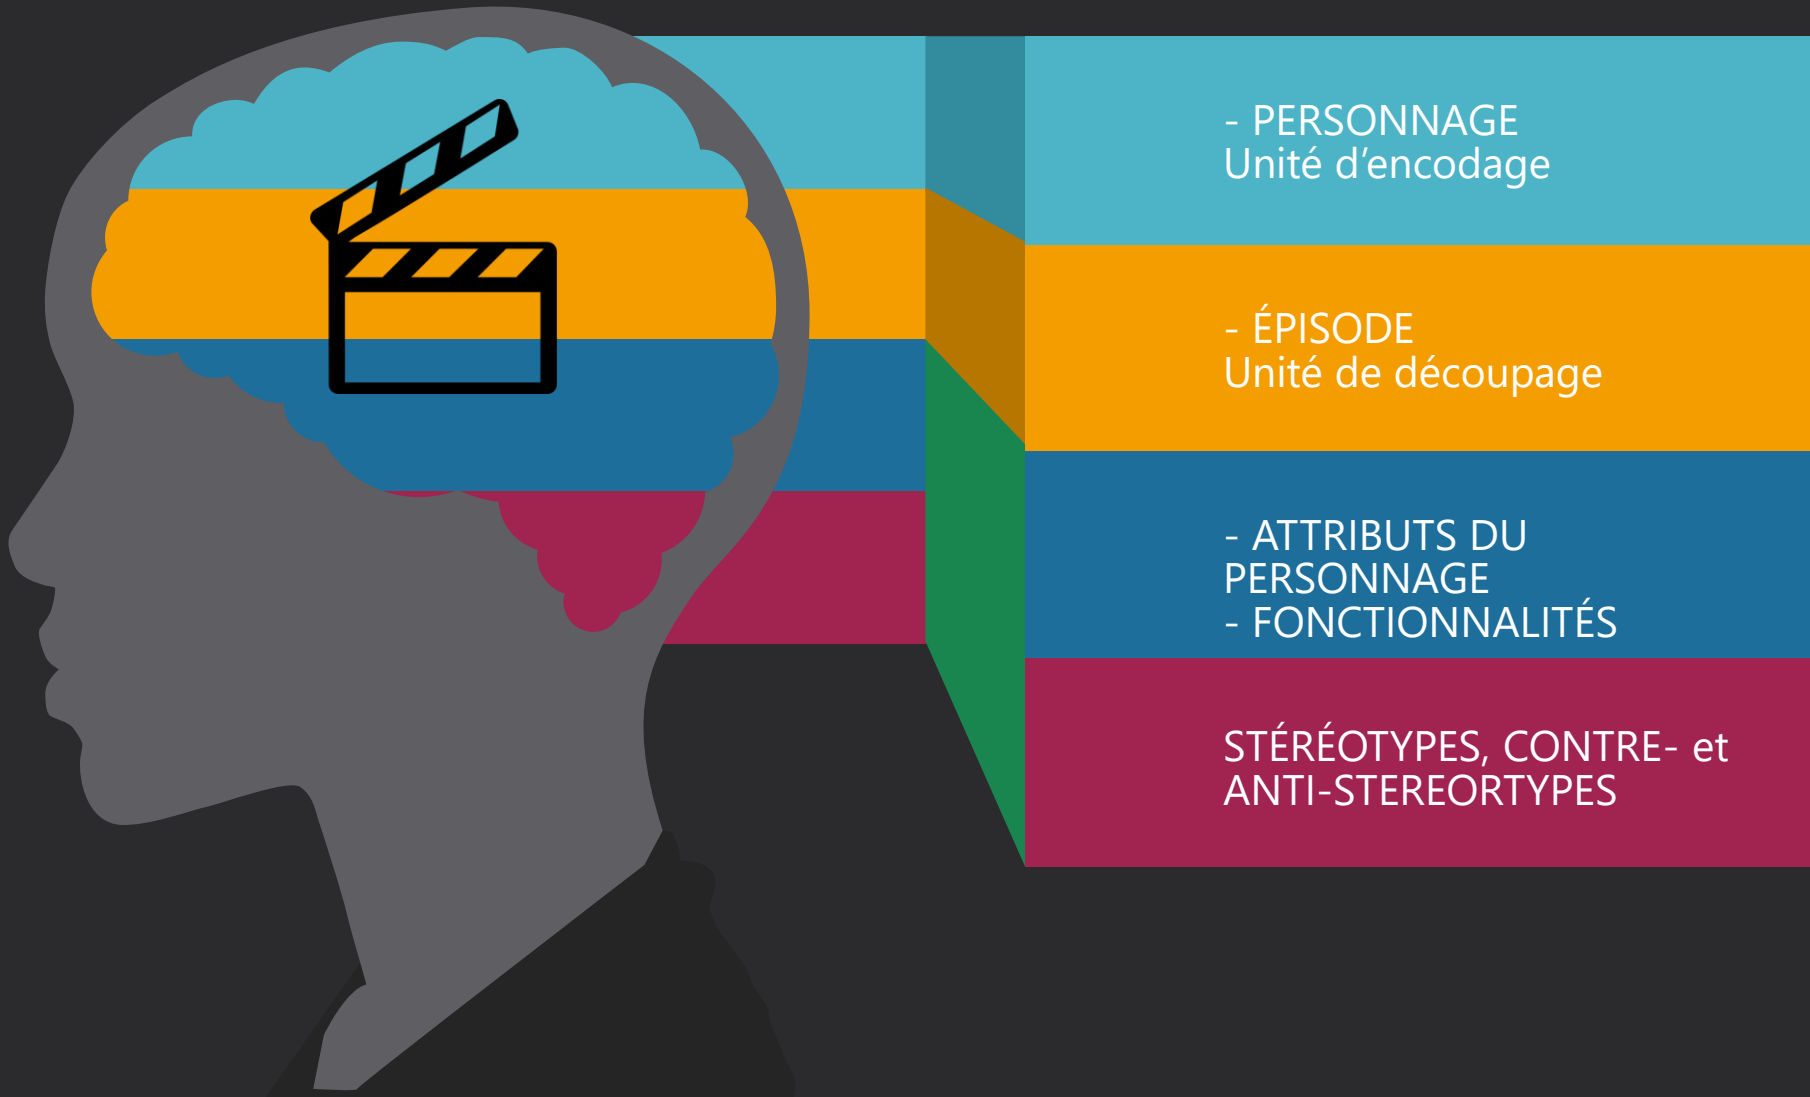 - PERSONNAGE
Unité d’encodage
- ÉPISODE
Unité de découpage
- ATTRIBUTS DU
PERSONNAGE
- FONCTIONNALITÉS
STÉRÉOTYPES, CONTRE- et
ANTI-STEREORTYPES